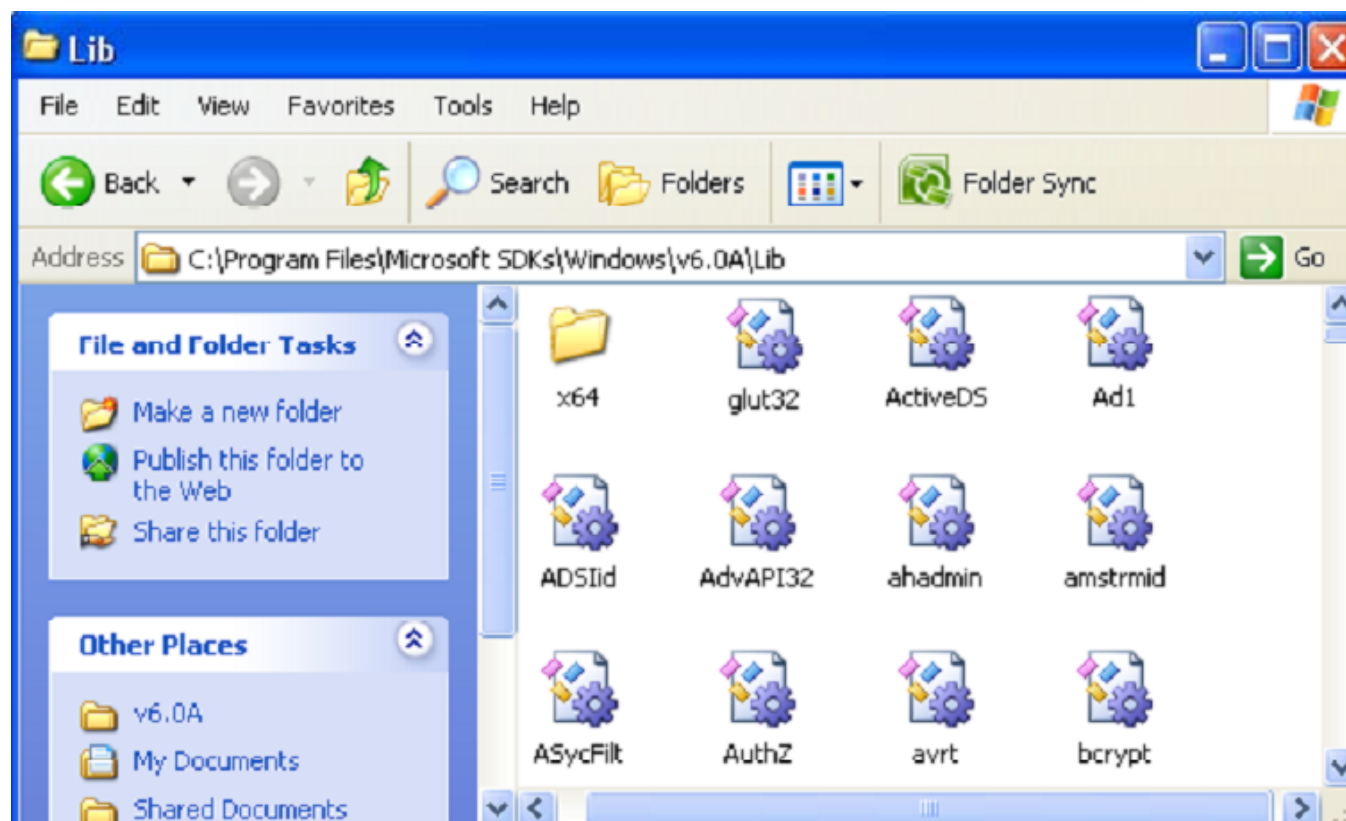 Lib
File Edit View Favorites Tools Help
Back Search Folders Folder Sync
Address C:\Program Files\Microsoft SDKs\Windows\v6.0A\Lib Go
File and Folder Tasks
Make a new folder
Publish this folder to
the Web
Share this folder
Other Places
v6.0A
My Documents
Shared Documents
x64 glut32 ActiveDS Ad1
ADSIid AdvAPI32 ahadmin amstrmid
ASycFilt AuthZ avrt bcrypt